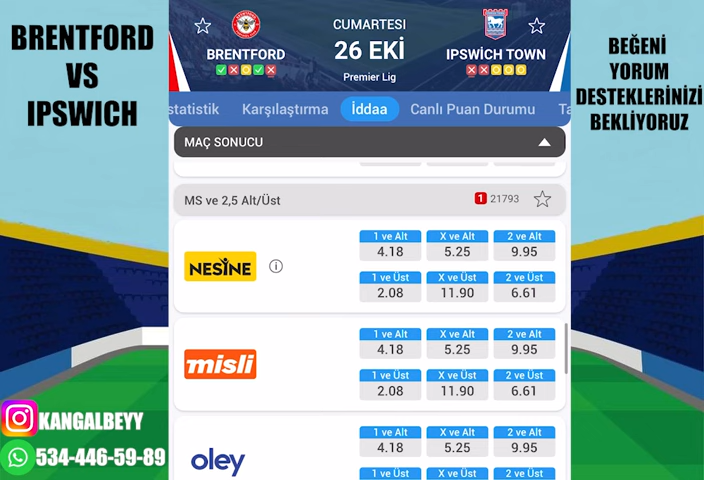 BRENTFORD
VS
IPSWICH
CUMARTESI
26 EKİ
Premier Lig
BRENTFORD
IPSWİCH TOWN
BEĞENİ
YORUM
DESTEKLERİNİZİ
BEKLİYORUZ
statistik Karşılaştırma İddaa Canlı Puan Durumu Ta
MAÇ SONUCU
MS ve 2,5 Alt/Üst 1 21793
NESİNE
1 ve Alt X ve Alt 2 ve Alt
4.18 5.25 9.95
1 ve Üst X ve Üst 2 ve Üst
2.08 11.90 6.61
misli
1 ve Alt X ve Alt 2 ve Alt
4.18 5.25 9.95
1 ve Üst X ve Üst 2 ve Üst
2.08 11.90 6.61
oley
1 ve Alt X ve Alt 2 ve Alt
4.18 5.25 9.95
1 ve Üst X ve Üst 2 ve Üst
KANGALBEYY
534-446-59-89